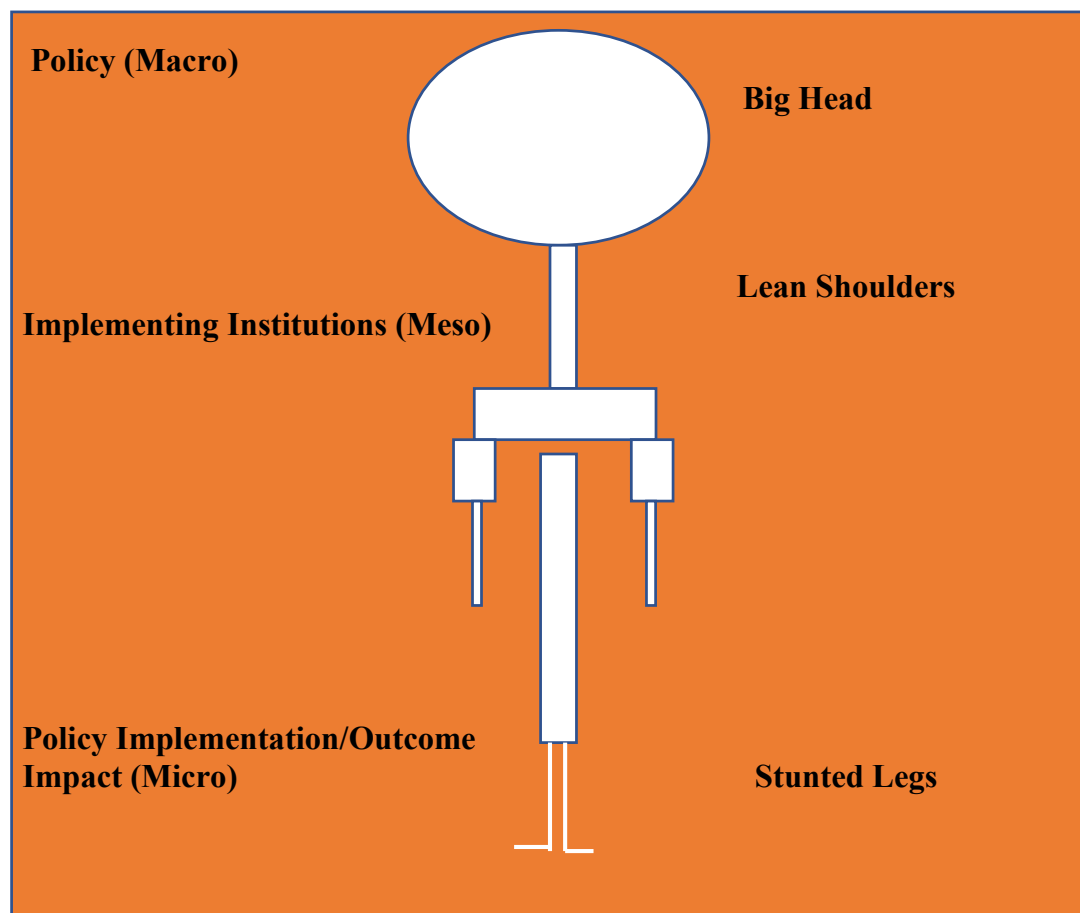 Policy (Macro)
Big Head
Lean Shoulders
Implementing Institutions (Meso)
Policy Implementation/Outcome
Impact (Micro)
Stunted Legs